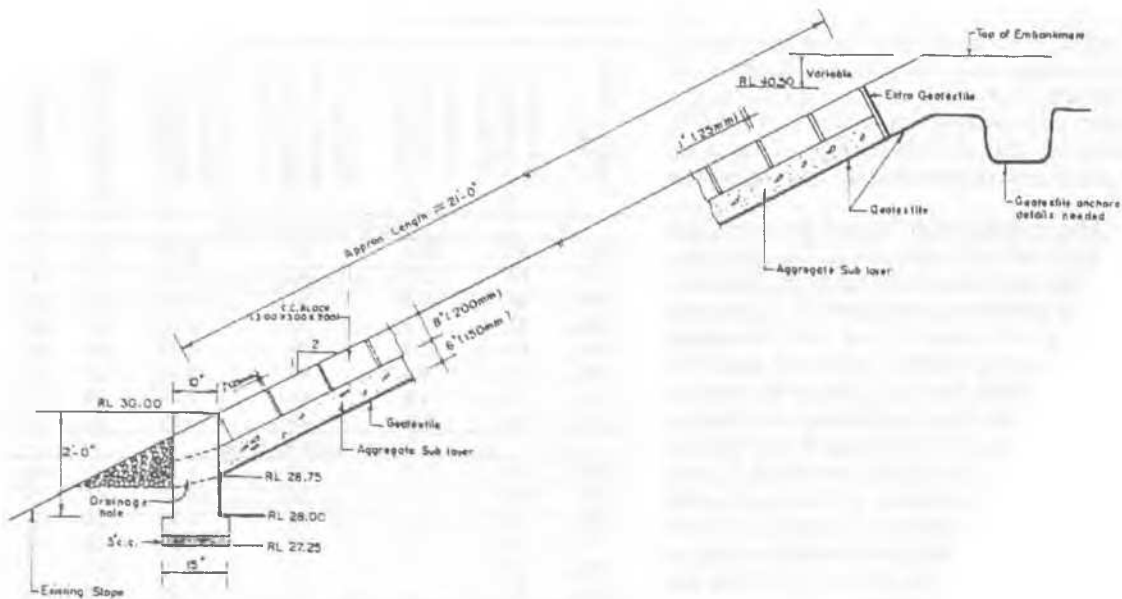 Top of Embankment
Variable
RL 40.50
Extra Geotextile
1" (25mm)
Geotextile
Geotextile anchors
details needed
Aggregate Sub layer
Approx Length = 21'-0"
C.C. BLOCK
8" (200mm)
6" (150mm)
2
1
10"
RL 30.00
2'-0"
Geotextile
Aggregate Sub layer
RL 28.75
Drainage
hole
RL 28.00
3" c.c.
RL 27.25
15"
Existing Slope